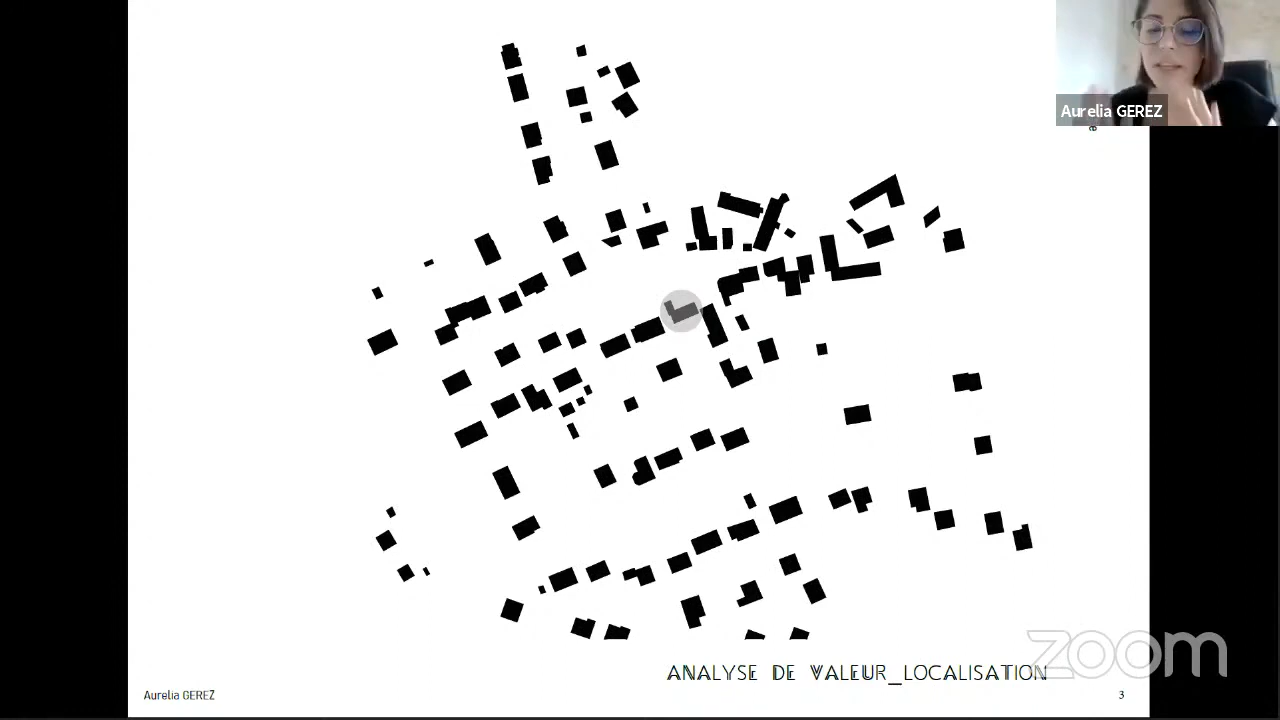 Aurelia GEREZ
ANALYSE DE VALEUR_LOCALISATION
zoom
Aurelia GEREZ
3